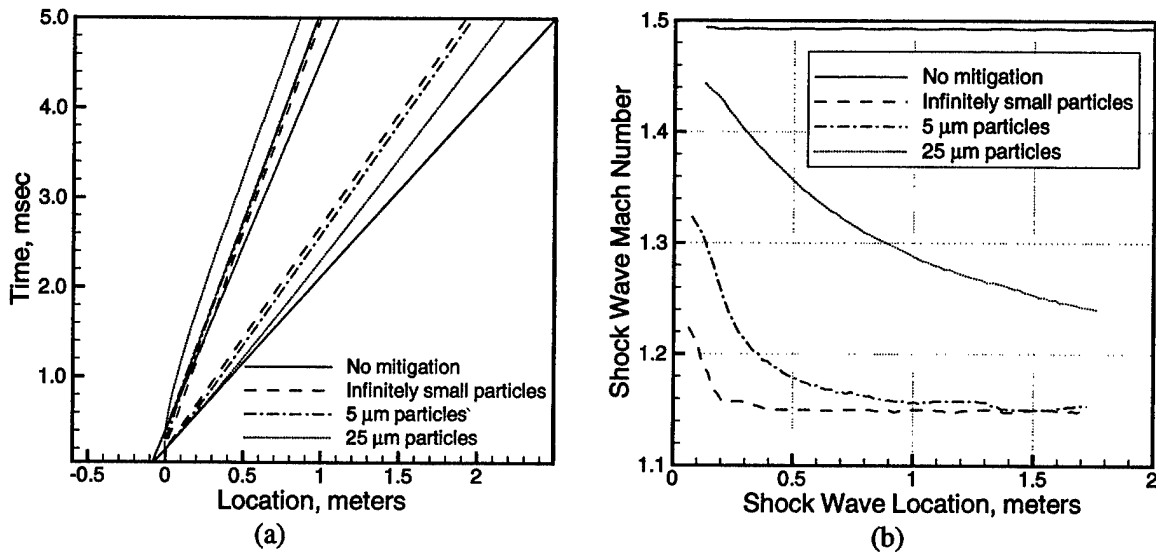 5.0
4.0
3.0
2.0
1.0
Time, msec
No mitigation
Infinitely small particles
5 µm particles`
25 µm particles
-0.5 0 0.5 1 1.5 2
Location, meters
(a)
1.5
1.4
1.3
1.2
1.1
Shock Wave Mach Number
No mitigation
Infinitely small particles
5 µm particles
25 µm particles
0 0.5 1 1.5 2
Shock Wave Location, meters
(b)